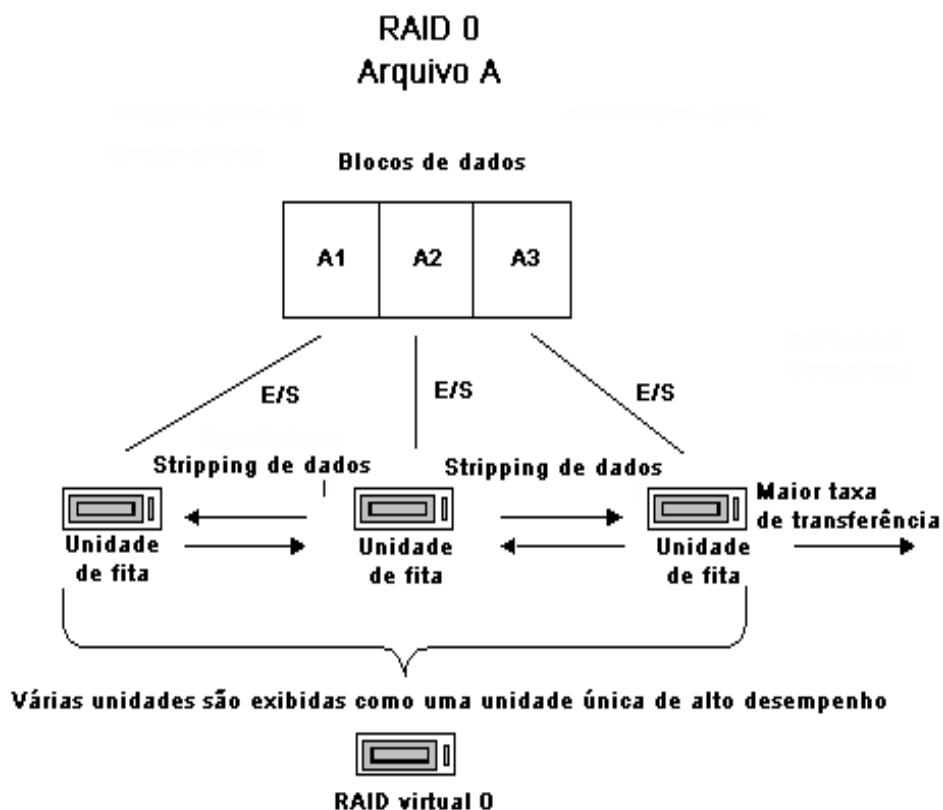 RAID 0
Arquivo A
Blocos de dados
A1 A2 A3
E/S E/S E/S
Stripping de dados Stripping de dados
Maior taxa
de transferência
Unidade
de fita
Unidade
de fita
Unidade
de fita
Várias unidades são exibidas como uma unidade única de alto desempenho
RAID virtual 0